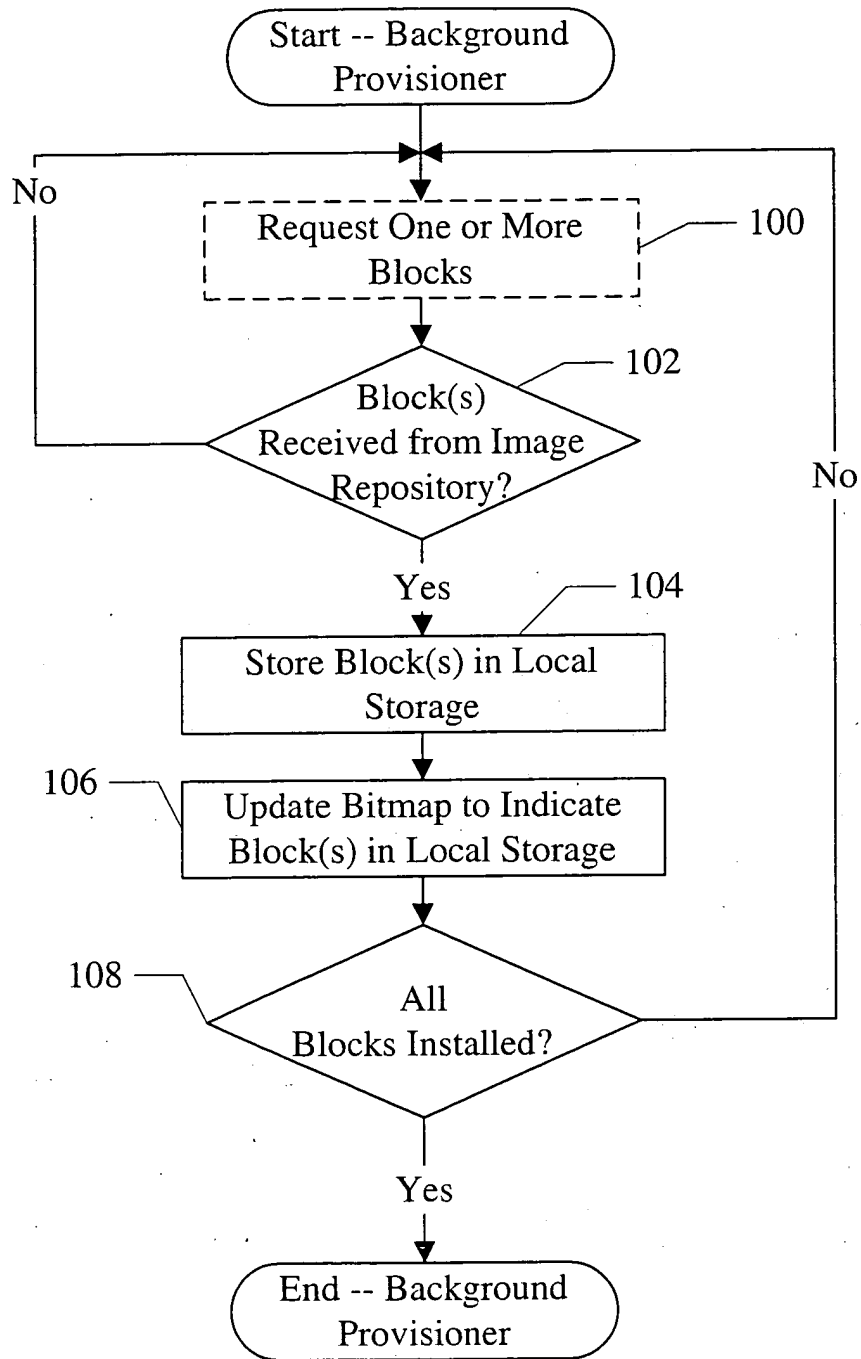 Start -- Background
Provisioner
No
Request One or More
Blocks
100
102
Block(s)
Received from Image
Repository?
No
Yes
104
Store Block(s) in Local
Storage
106
Update Bitmap to Indicate
Block(s) in Local Storage
108
All
Blocks Installed?
Yes
End -- Background
Provisioner